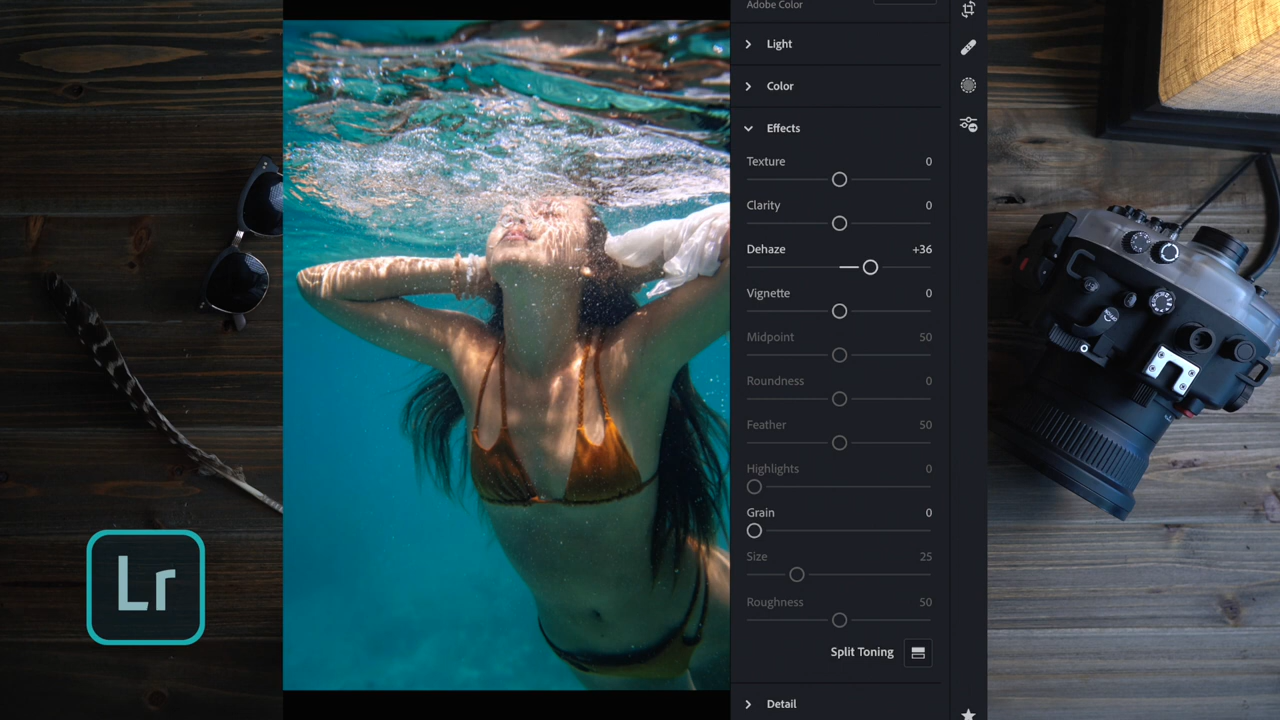 Adobe Color
Light
Color
Effects
Texture 0
Clarity 0
Dehaze +36
Vignette 0
Midpoint 50
Roundness 0
Feather 50
Highlights 0
Grain 0
Size 25
Roughness 50
Split Toning
Detail
Lr